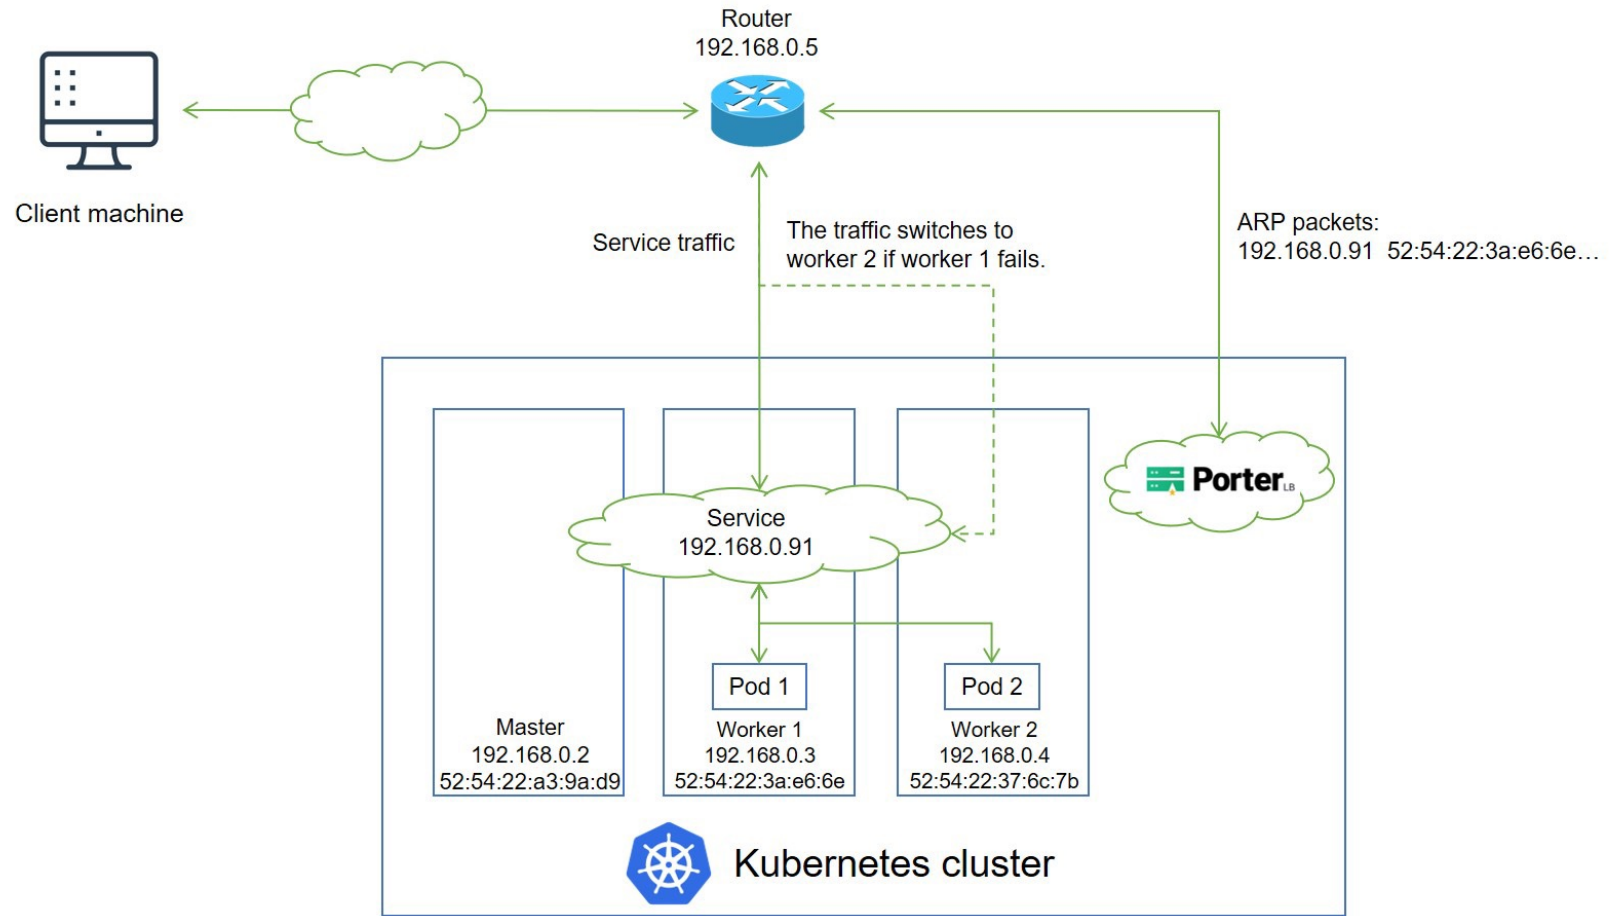 Router
192.168.0.5
Client machine
Service traffic
The traffic switches to
worker 2 if worker 1 fails.
ARP packets:
192.168.0.91 52:54:22:3a:e6:6e…
Porter LB
Service
192.168.0.91
Pod 1
Pod 2
Master
192.168.0.2
52:54:22:a3:9a:d9
Worker 1
192.168.0.3
52:54:22:3a:e6:6e
Worker 2
192.168.0.4
52:54:22:37:6c:7b
Kubernetes cluster